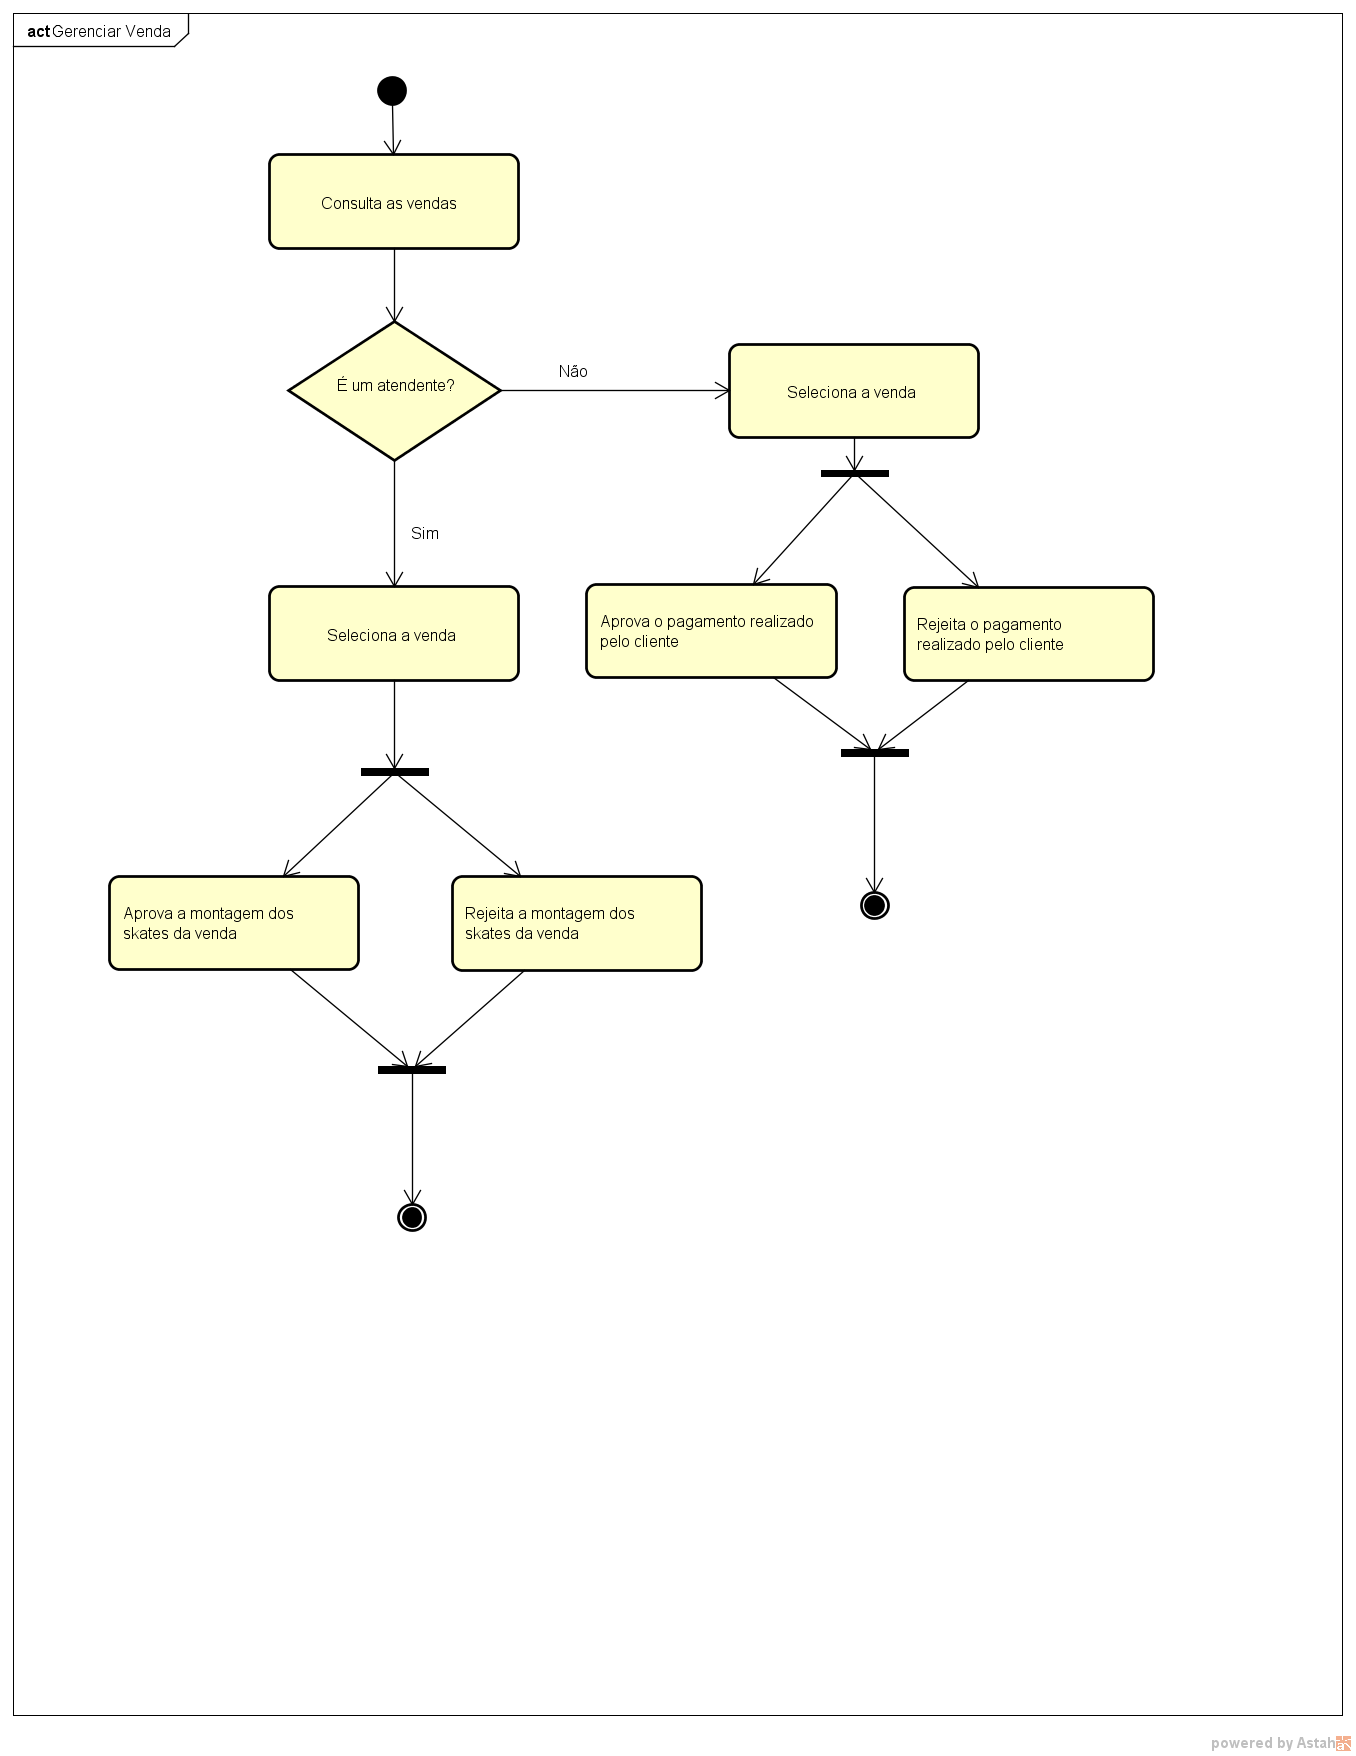 act Gerenciar Venda
Consulta as vendas
É um atendente?
Não
Seleciona a venda
Sim
Seleciona a venda
Aprova o pagamento realizado
pelo cliente
Rejeita o pagamento
realizado pelo cliente
Aprova a montagem dos
skates da venda
Rejeita a montagem dos
skates da venda
powered by Astah